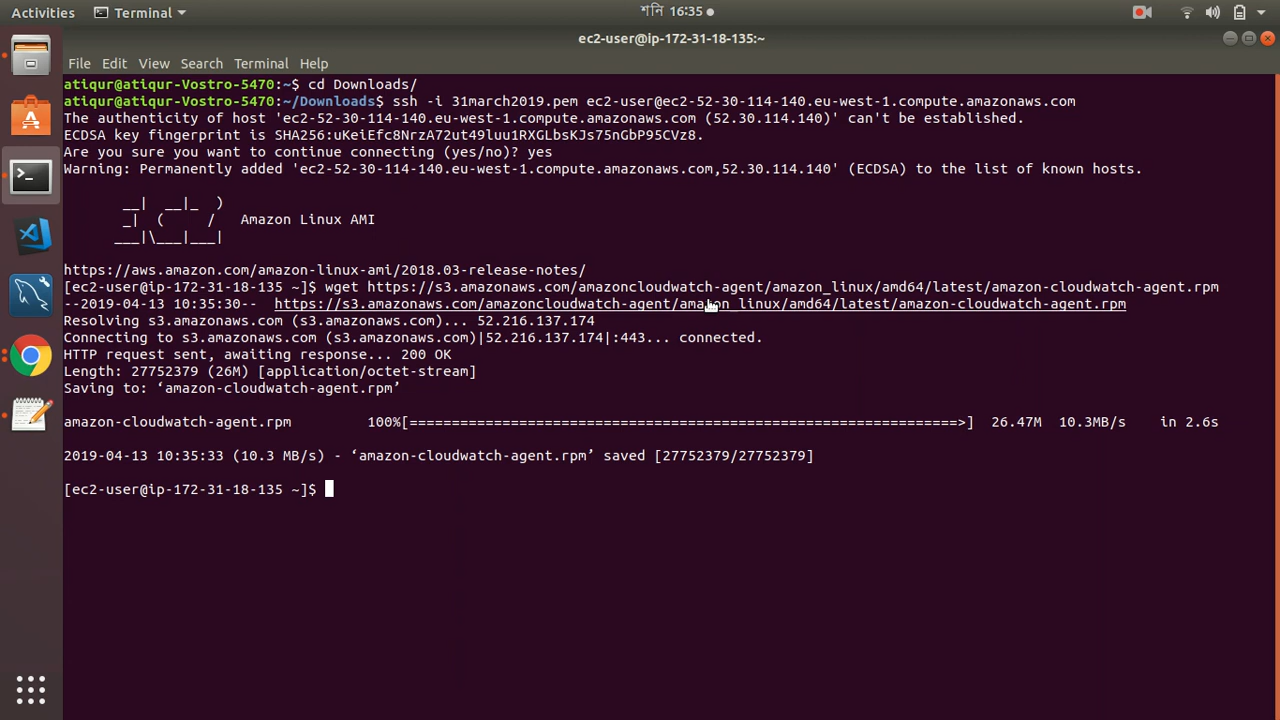 Activities Terminal শনি 16:35
ec2-user@ip-172-31-18-135:~
File Edit View Search Terminal Help
atiqur@atiqur-Vostro-5470:~$ cd Downloads/
atiqur@atiqur-Vostro-5470:~/Downloads$ ssh -i 31march2019.pem ec2-user@ec2-52-30-114-140.eu-west-1.compute.amazonaws.com
The authenticity of host 'ec2-52-30-114-140.eu-west-1.compute.amazonaws.com (52.30.114.140)' can't be established.
ECDSA key fingerprint is SHA256:uKeiEfc8NrzA72ut49luu1RXGLbsKJs75nGbP95CVz8.
Are you sure you want to continue connecting (yes/no)? yes
Warning: Permanently added 'ec2-52-30-114-140.eu-west-1.compute.amazonaws.com,52.30.114.140' (ECDSA) to the list of known hosts.
       __|  __|_  )
       _|  (     /   Amazon Linux AMI
      ___|\___|___|
https://aws.amazon.com/amazon-linux-ami/2018.03-release-notes/
[ec2-user@ip-172-31-18-135 ~]$ wget https://s3.amazonaws.com/amazoncloudwatch-agent/amazon_linux/amd64/latest/amazon-cloudwatch-agent.rpm
--2019-04-13 10:35:30--  https://s3.amazonaws.com/amazoncloudwatch-agent/amazon_linux/amd64/latest/amazon-cloudwatch-agent.rpm
Resolving s3.amazonaws.com (s3.amazonaws.com)... 52.216.137.174
Connecting to s3.amazonaws.com (s3.amazonaws.com)|52.216.137.174|:443... connected.
HTTP request sent, awaiting response... 200 OK
Length: 27752379 (26M) [application/octet-stream]
Saving to: ‘amazon-cloudwatch-agent.rpm’
amazon-cloudwatch-agent.rpm         100%[=================================================================>]  26.47M  10.3MB/s    in 2.6s
2019-04-13 10:35:33 (10.3 MB/s) - ‘amazon-cloudwatch-agent.rpm’ saved [27752379/27752379]
[ec2-user@ip-172-31-18-135 ~]$